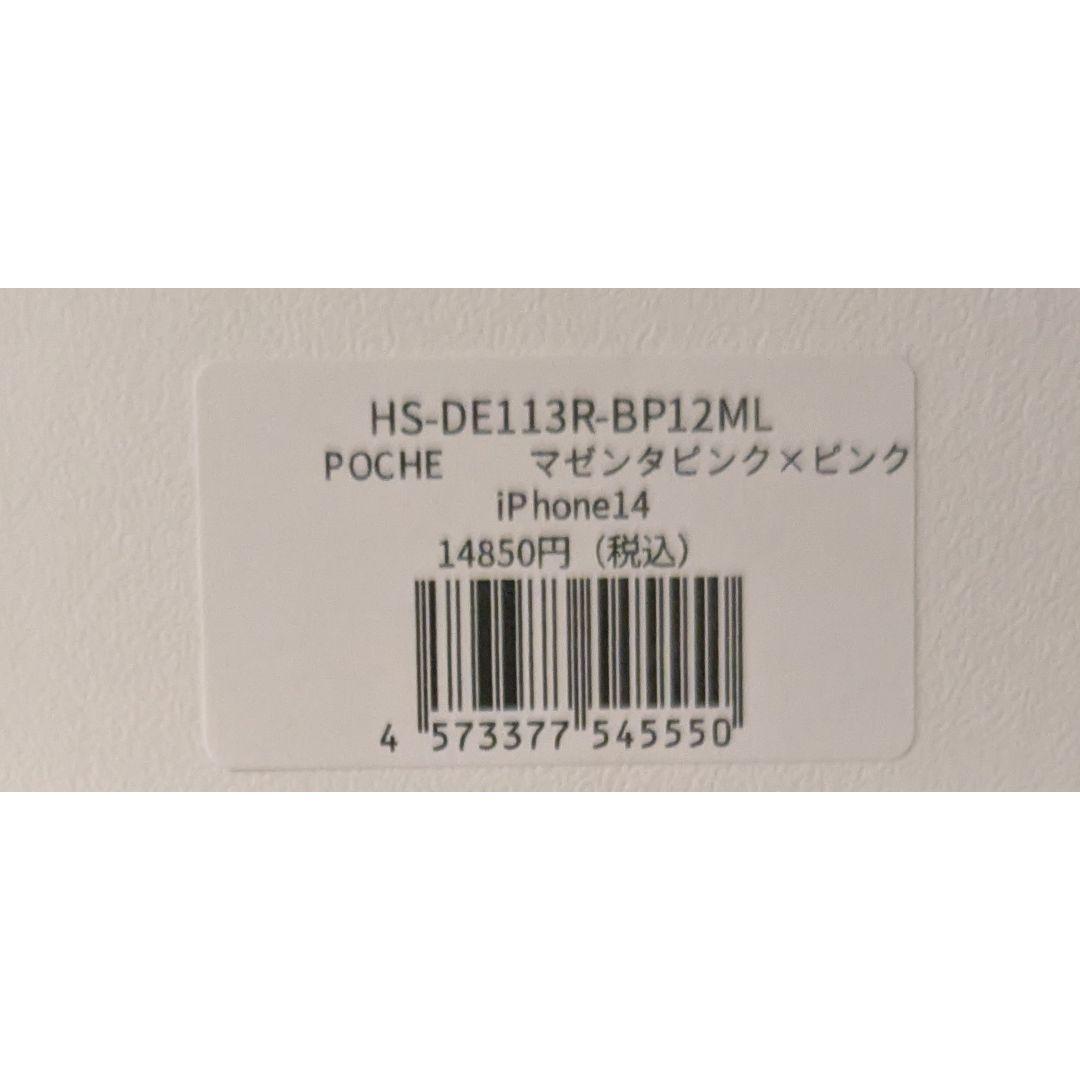 HS-DE113R-BP12ML
POCHE　　マゼンタピンク×ピンク
iPhone14
14850円（税込）
4 573377 545550